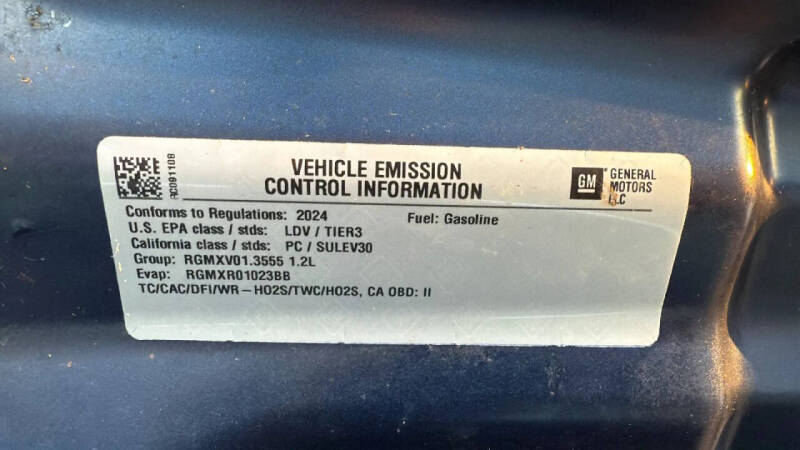 AC091108
VEHICLE EMISSION
CONTROL INFORMATION
GM
GENERAL
MOTORS
LLC
Conforms to Regulations: 2024 Fuel: Gasoline
U.S. EPA class / stds: LDV / TIER3
California class / stds: PC / SULEV30
Group: RGMXV01.3555 1.2L
Evap: RGMXR01023BB
TC/CAC/DFI/WR-HO2S/TWC/HO2S, CA OBD: II